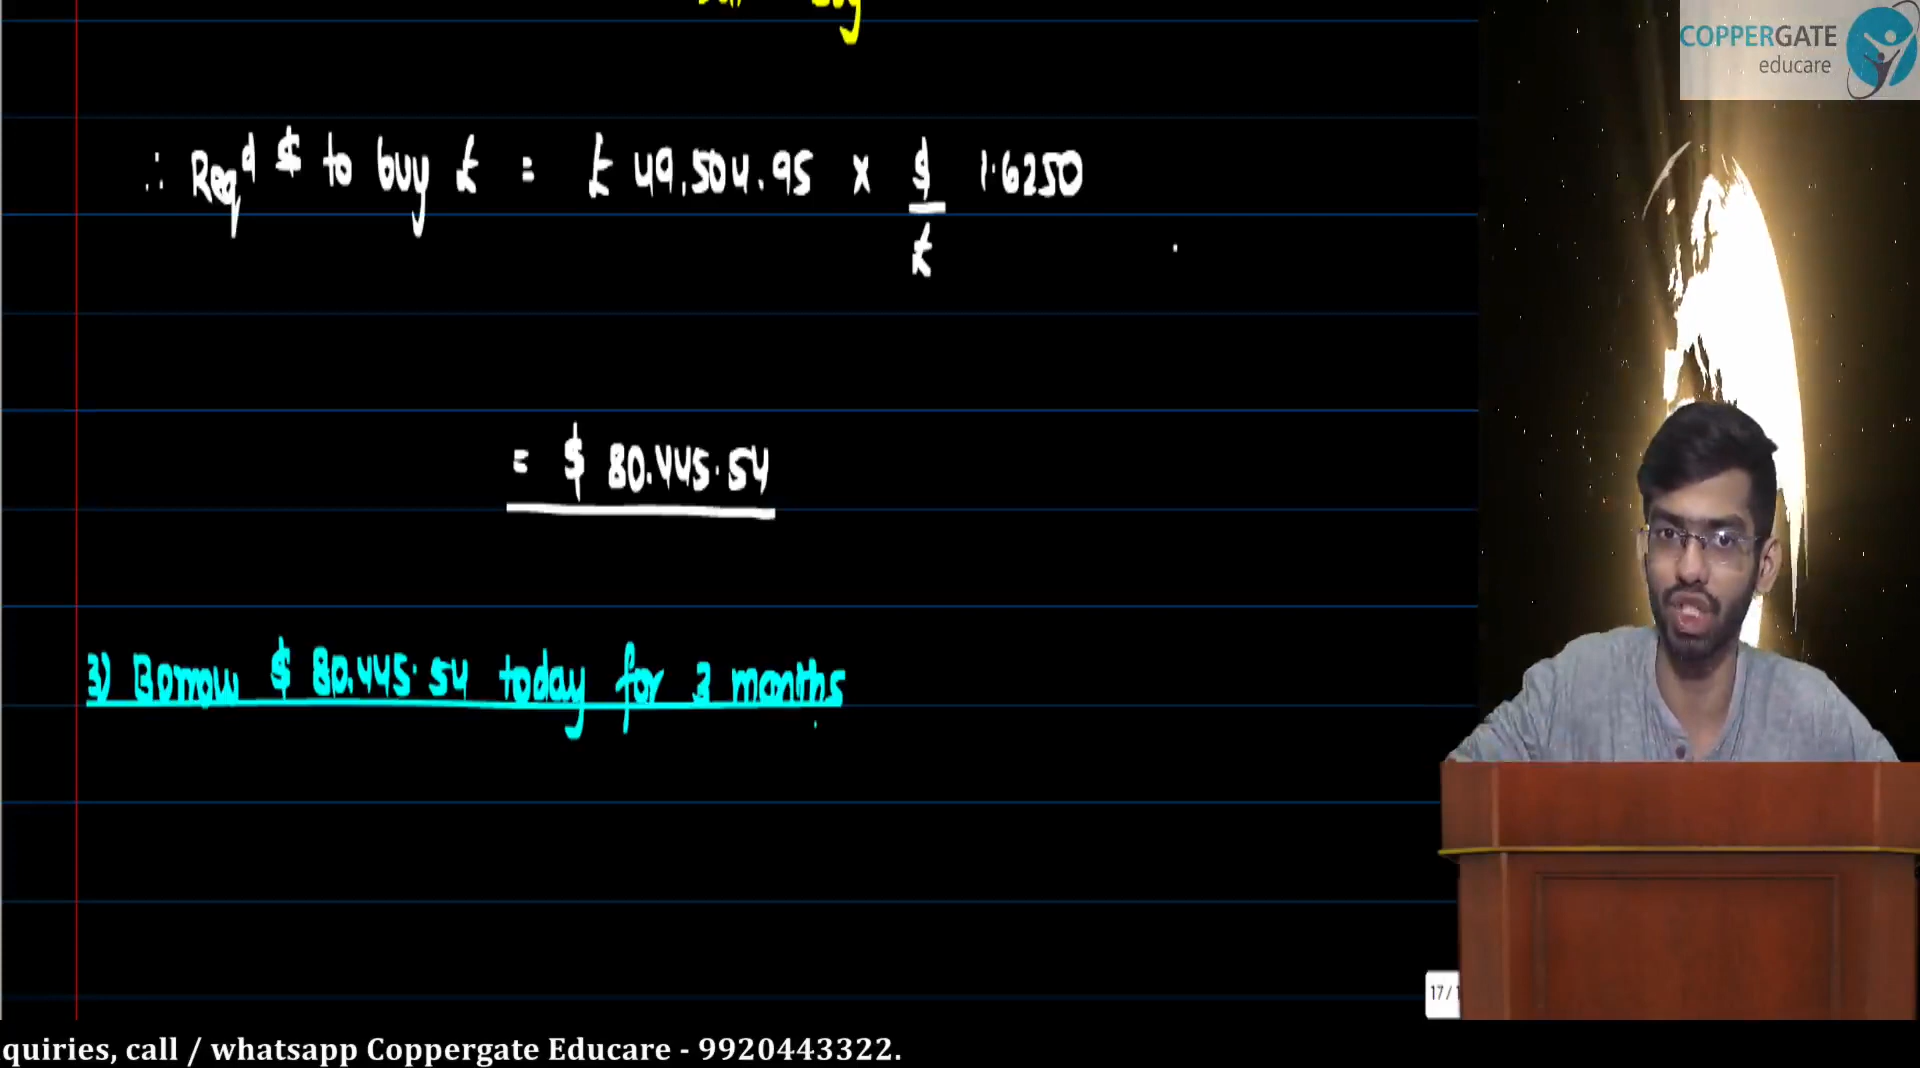 COPPERGATE
educare
∴ Reqd $ to buy £ = £ 49,504.95 x $/£ 1.6250
= $ 80,445.54
3) Borrow $ 80,445.54 today for 3 months
17/1
quiries, call / whatsapp Coppergate Educare - 9920443322.